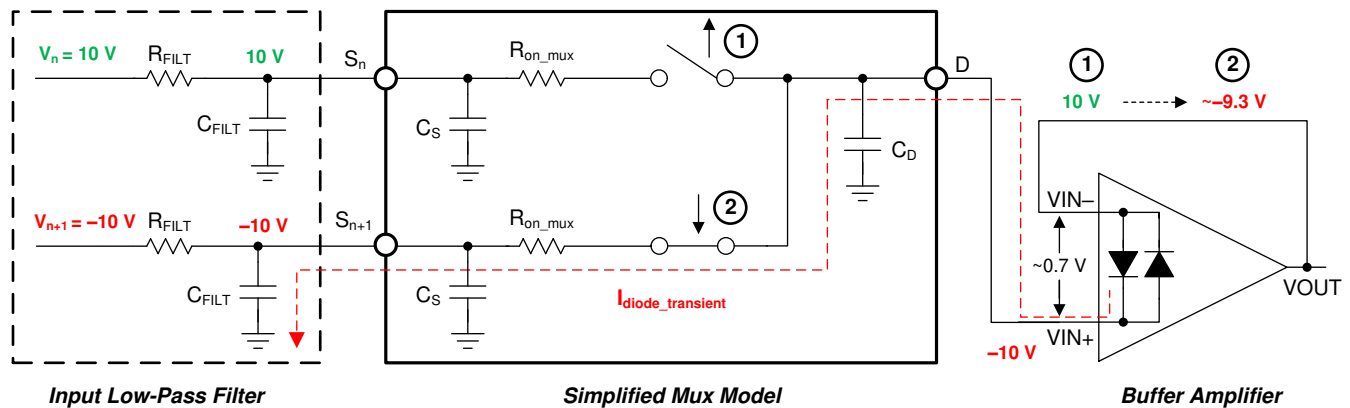 Vn = 10 V
RFILT
10 V
Sn
Ron_mux
1
D
1
2
10 V
~–9.3 V
CFILT
CS
CD
Vn+1 = –10 V
RFILT
–10 V
Sn+1
Ron_mux
2
VIN–
~0.7 V
CFILT
CS
Idiode_transient
VOUT
VIN+
–10 V
Input Low-Pass Filter
Simplified Mux Model
Buffer Amplifier